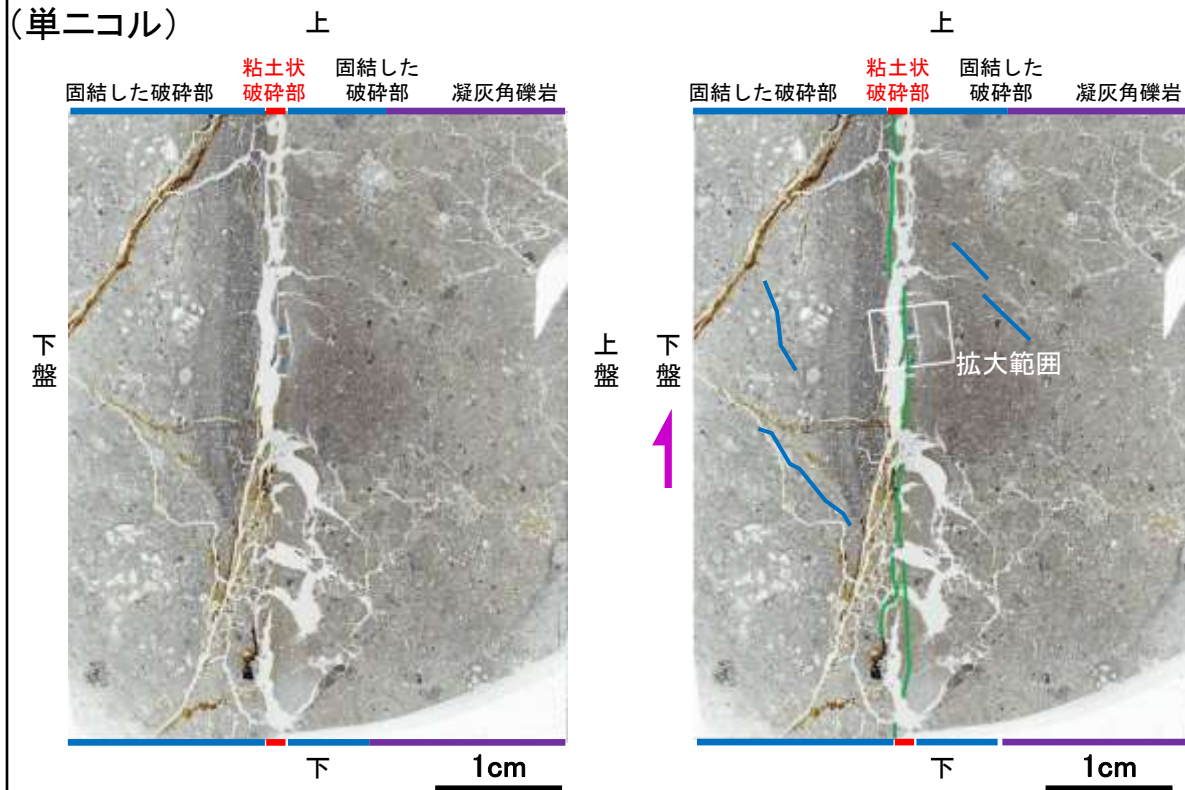 (単ニコル)
上
固結した破砕部
粘土状
破砕部
固結した
破砕部
凝灰角礫岩
下
盤
上
盤
下
1cm
上
固結した破砕部
粘土状
破砕部
固結した
破砕部
凝灰角礫岩
下
盤
拡大範囲
下
1cm